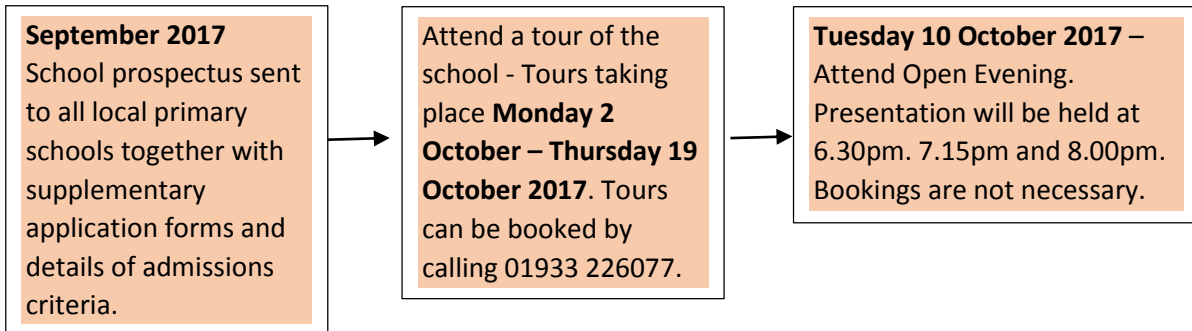 September 2017
School prospectus sent
to all local primary
schools together with
supplementary
application forms and
details of admissions
criteria.
Attend a tour of the
school - Tours taking
place Monday 2
October – Thursday 19
October 2017. Tours
can be booked by
calling 01933 226077.
Tuesday 10 October 2017 –
Attend Open Evening.
Presentation will be held at
6.30pm. 7.15pm and 8.00pm.
Bookings are not necessary.